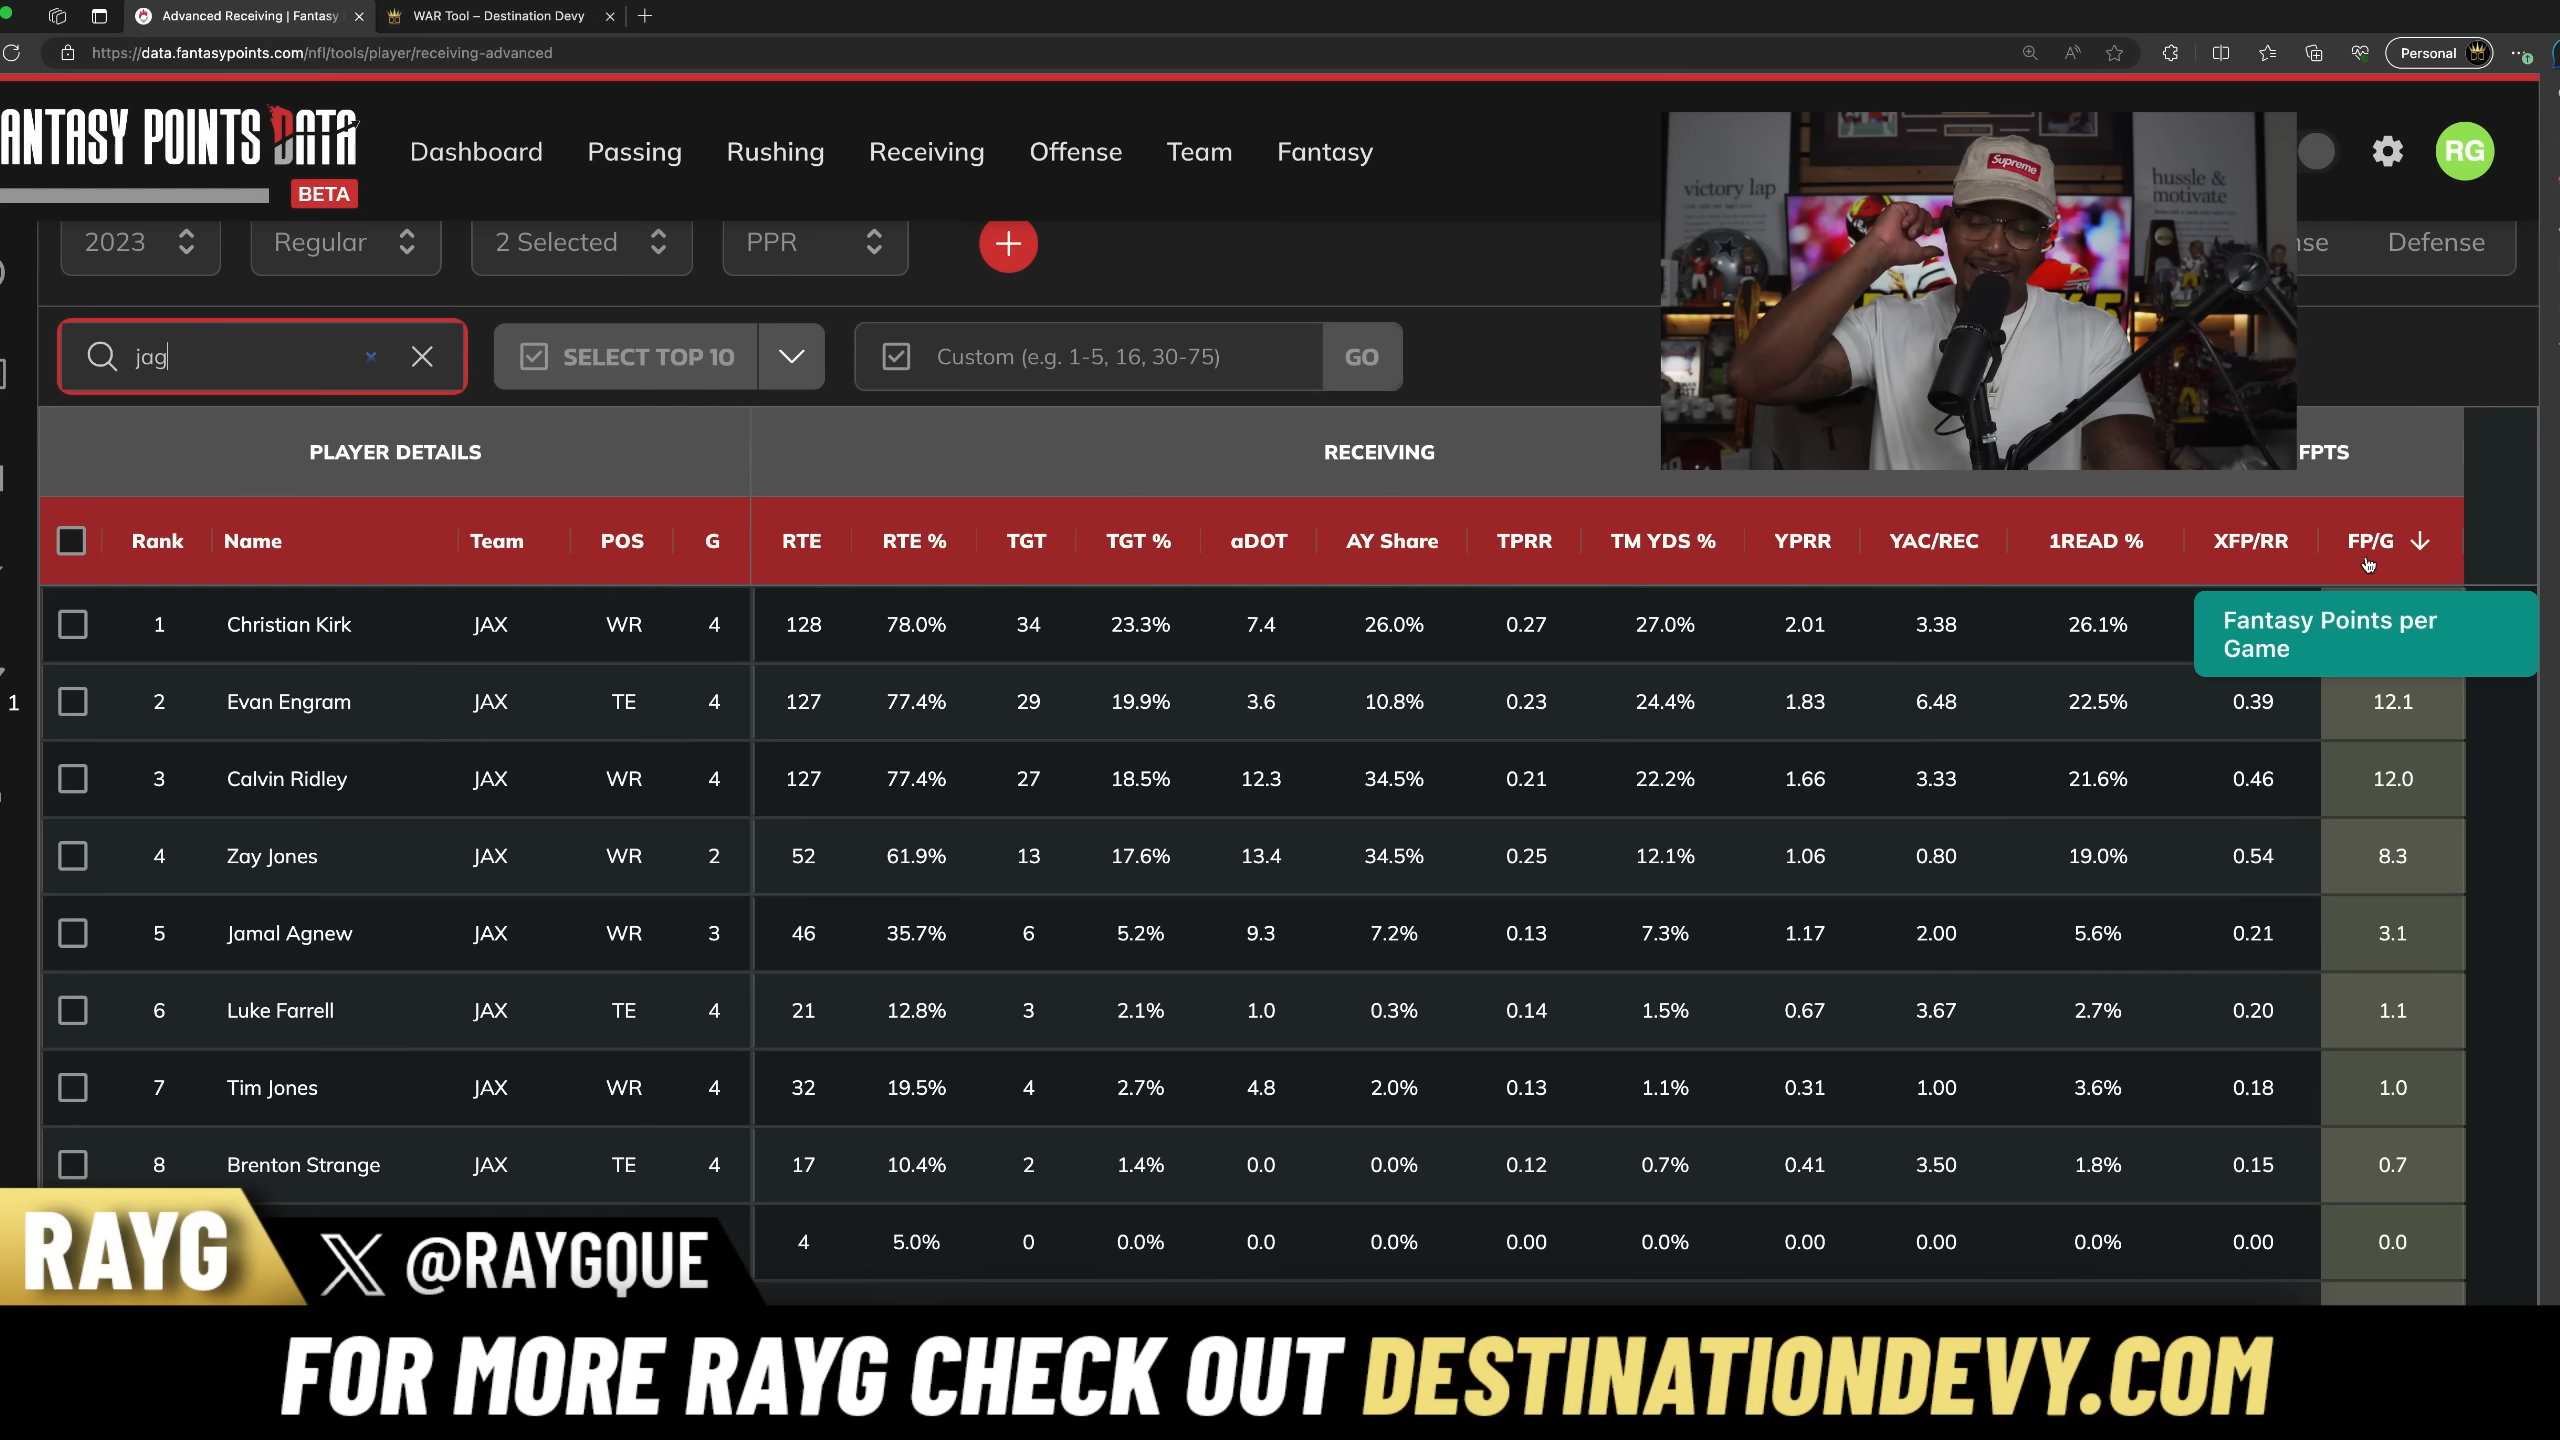 Advanced Receiving | Fantasy
WAR Tool – Destination Devy
https://data.fantasypoints.com/nfl/tools/player/receiving-advanced
Personal
ANTASY POINTS DATA
BETA
Dashboard Passing Rushing Receiving Offense Team Fantasy
victory lap
hussle &
motivate
Supreme
RG
2023 Regular 2 Selected PPR
nse Defense
jag
SELECT TOP 10
Custom (e.g. 1-5, 16, 30-75) GO
PLAYER DETAILS RECEIVING FPTS
Rank Name Team POS G RTE RTE % TGT TGT % aDOT AY Share TPRR TM YDS % YPRR YAC/REC 1READ % XFP/RR FP/G
1 Christian Kirk JAX WR 4 128 78.0% 34 23.3% 7.4 26.0% 0.27 27.0% 2.01 3.38 26.1%
Fantasy Points per
Game
2 Evan Engram JAX TE 4 127 77.4% 29 19.9% 3.6 10.8% 0.23 24.4% 1.83 6.48 22.5% 0.39 12.1
1
3 Calvin Ridley JAX WR 4 127 77.4% 27 18.5% 12.3 34.5% 0.21 22.2% 1.66 3.33 21.6% 0.46 12.0
4 Zay Jones JAX WR 2 52 61.9% 13 17.6% 13.4 34.5% 0.25 12.1% 1.06 0.80 19.0% 0.54 8.3
5 Jamal Agnew JAX WR 3 46 35.7% 6 5.2% 9.3 7.2% 0.13 7.3% 1.17 2.00 5.6% 0.21 3.1
6 Luke Farrell JAX TE 4 21 12.8% 3 2.1% 1.0 0.3% 0.14 1.5% 0.67 3.67 2.7% 0.20 1.1
7 Tim Jones JAX WR 4 32 19.5% 4 2.7% 4.8 2.0% 0.13 1.1% 0.31 1.00 3.6% 0.18 1.0
8 Brenton Strange JAX TE 4 17 10.4% 2 1.4% 0.0 0.0% 0.12 0.7% 0.41 3.50 1.8% 0.15 0.7
4 5.0% 0 0.0% 0.0 0.0% 0.00 0.0% 0.00 0.00 0.0% 0.00 0.0
RAYG
X @RAYGQUE
FOR MORE RAYG CHECK OUT DESTINATIONDEVY.COM